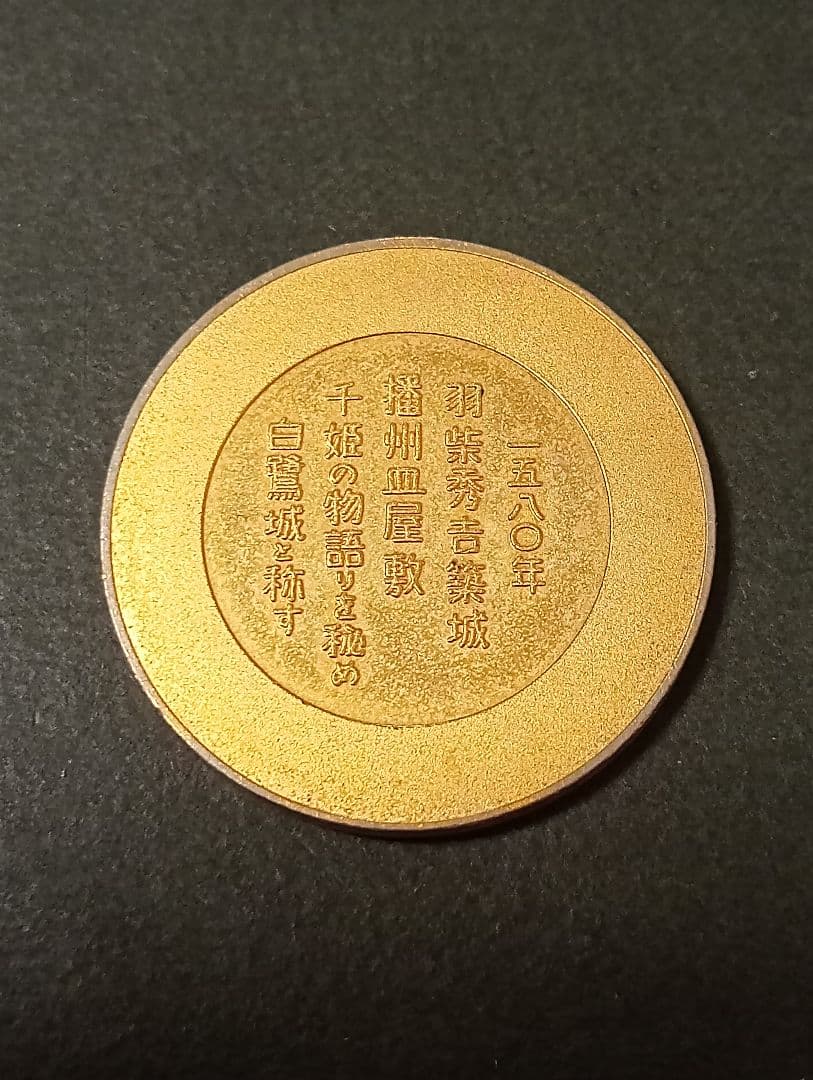 一五八〇年
羽柴秀吉築城
播州皿屋敷
千姫の物語りを秘め
白鷺城と称す